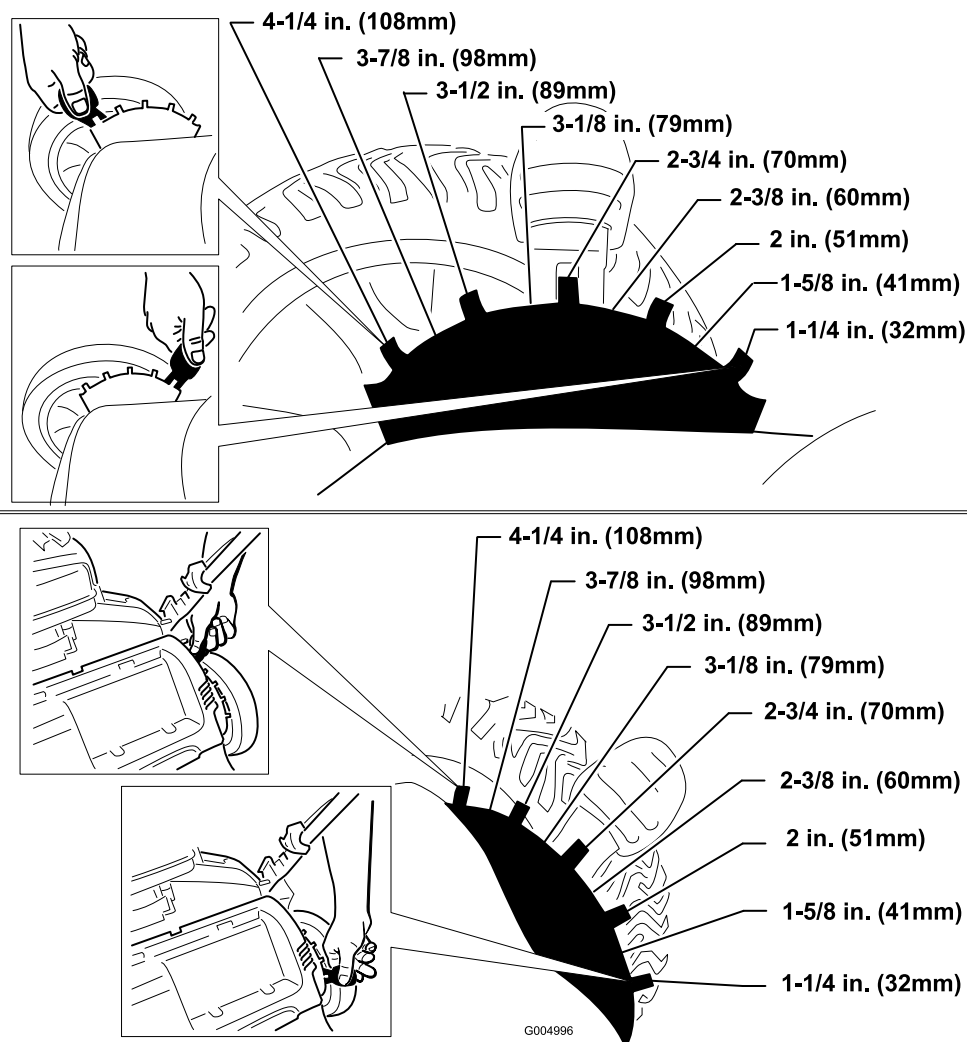 4-1/4 in. (108mm)
3-7/8 in. (98mm)
3-1/2 in. (89mm)
3-1/8 in. (79mm)
2-3/4 in. (70mm)
2-3/8 in. (60mm)
2 in. (51mm)
1-5/8 in. (41mm)
1-1/4 in. (32mm)
4-1/4 in. (108mm)
3-7/8 in. (98mm)
3-1/2 in. (89mm)
3-1/8 in. (79mm)
2-3/4 in. (70mm)
2-3/8 in. (60mm)
2 in. (51mm)
1-5/8 in. (41mm)
1-1/4 in. (32mm)
G004996